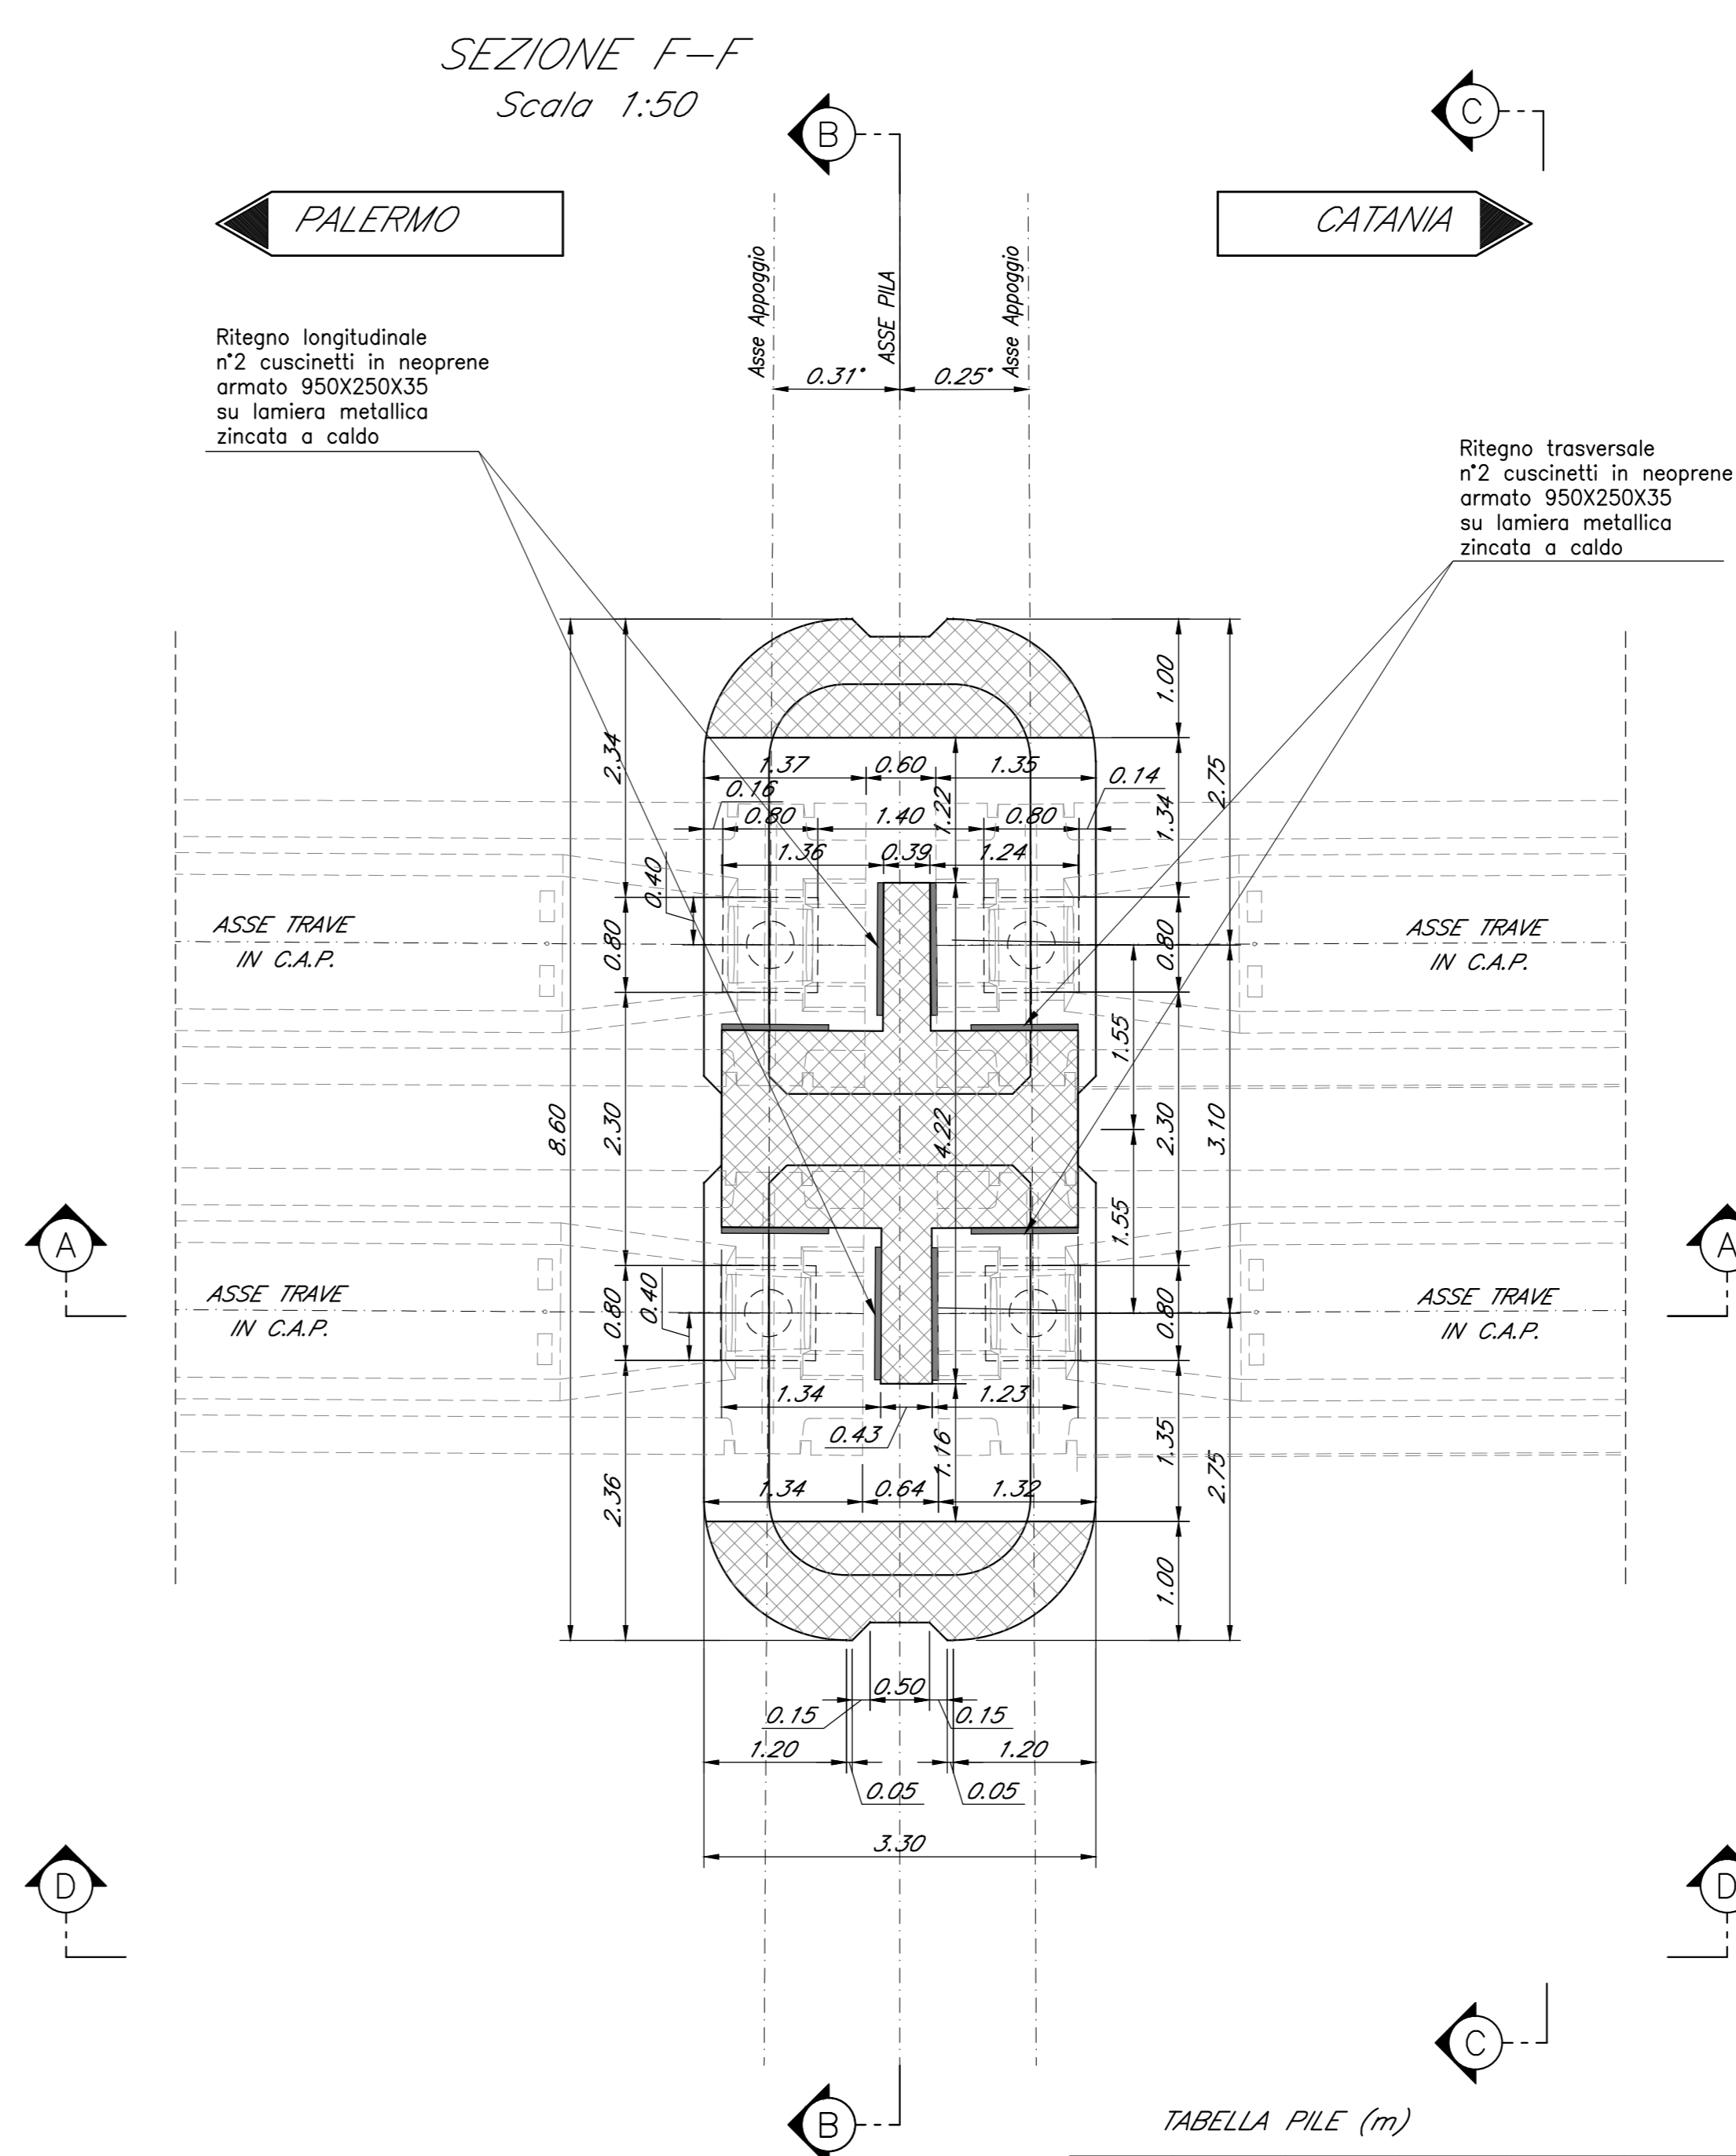 SEZIONE F-F
Scala 1:50
B
C
PALERMO
CATANIA
Asse Appoggio
ASSE PILA
Asse Appoggio
0.31°
0.25°
Ritegno longitudinale
n°2 cuscinetti in neoprene
armato 950X250X35
su lamiera metallica
zincata a caldo
Ritegno trasversale
n°2 cuscinetti in neoprene
armato 950X250X35
su lamiera metallica
zincata a caldo
1.00
2.34
2.75
1.37
0.60
1.35
0.14
0.16
1.22
1.34
0.80
1.40
0.80
1.36
0.39
1.24
0.40
ASSE TRAVE
IN C.A.P.
0.80
0.80
ASSE TRAVE
IN C.A.P.
1.55
8.60
2.30
4.22
2.30
3.10
1.55
A
A
ASSE TRAVE
IN C.A.P.
0.80
0.40
0.80
ASSE TRAVE
IN C.A.P.
1.34
1.23
0.43
1.16
1.35
2.75
2.36
1.34
0.64
1.32
1.00
0.50
0.15
0.15
1.20
1.20
0.05
0.05
3.30
D
D
C
B
TABELLA PILE (m)